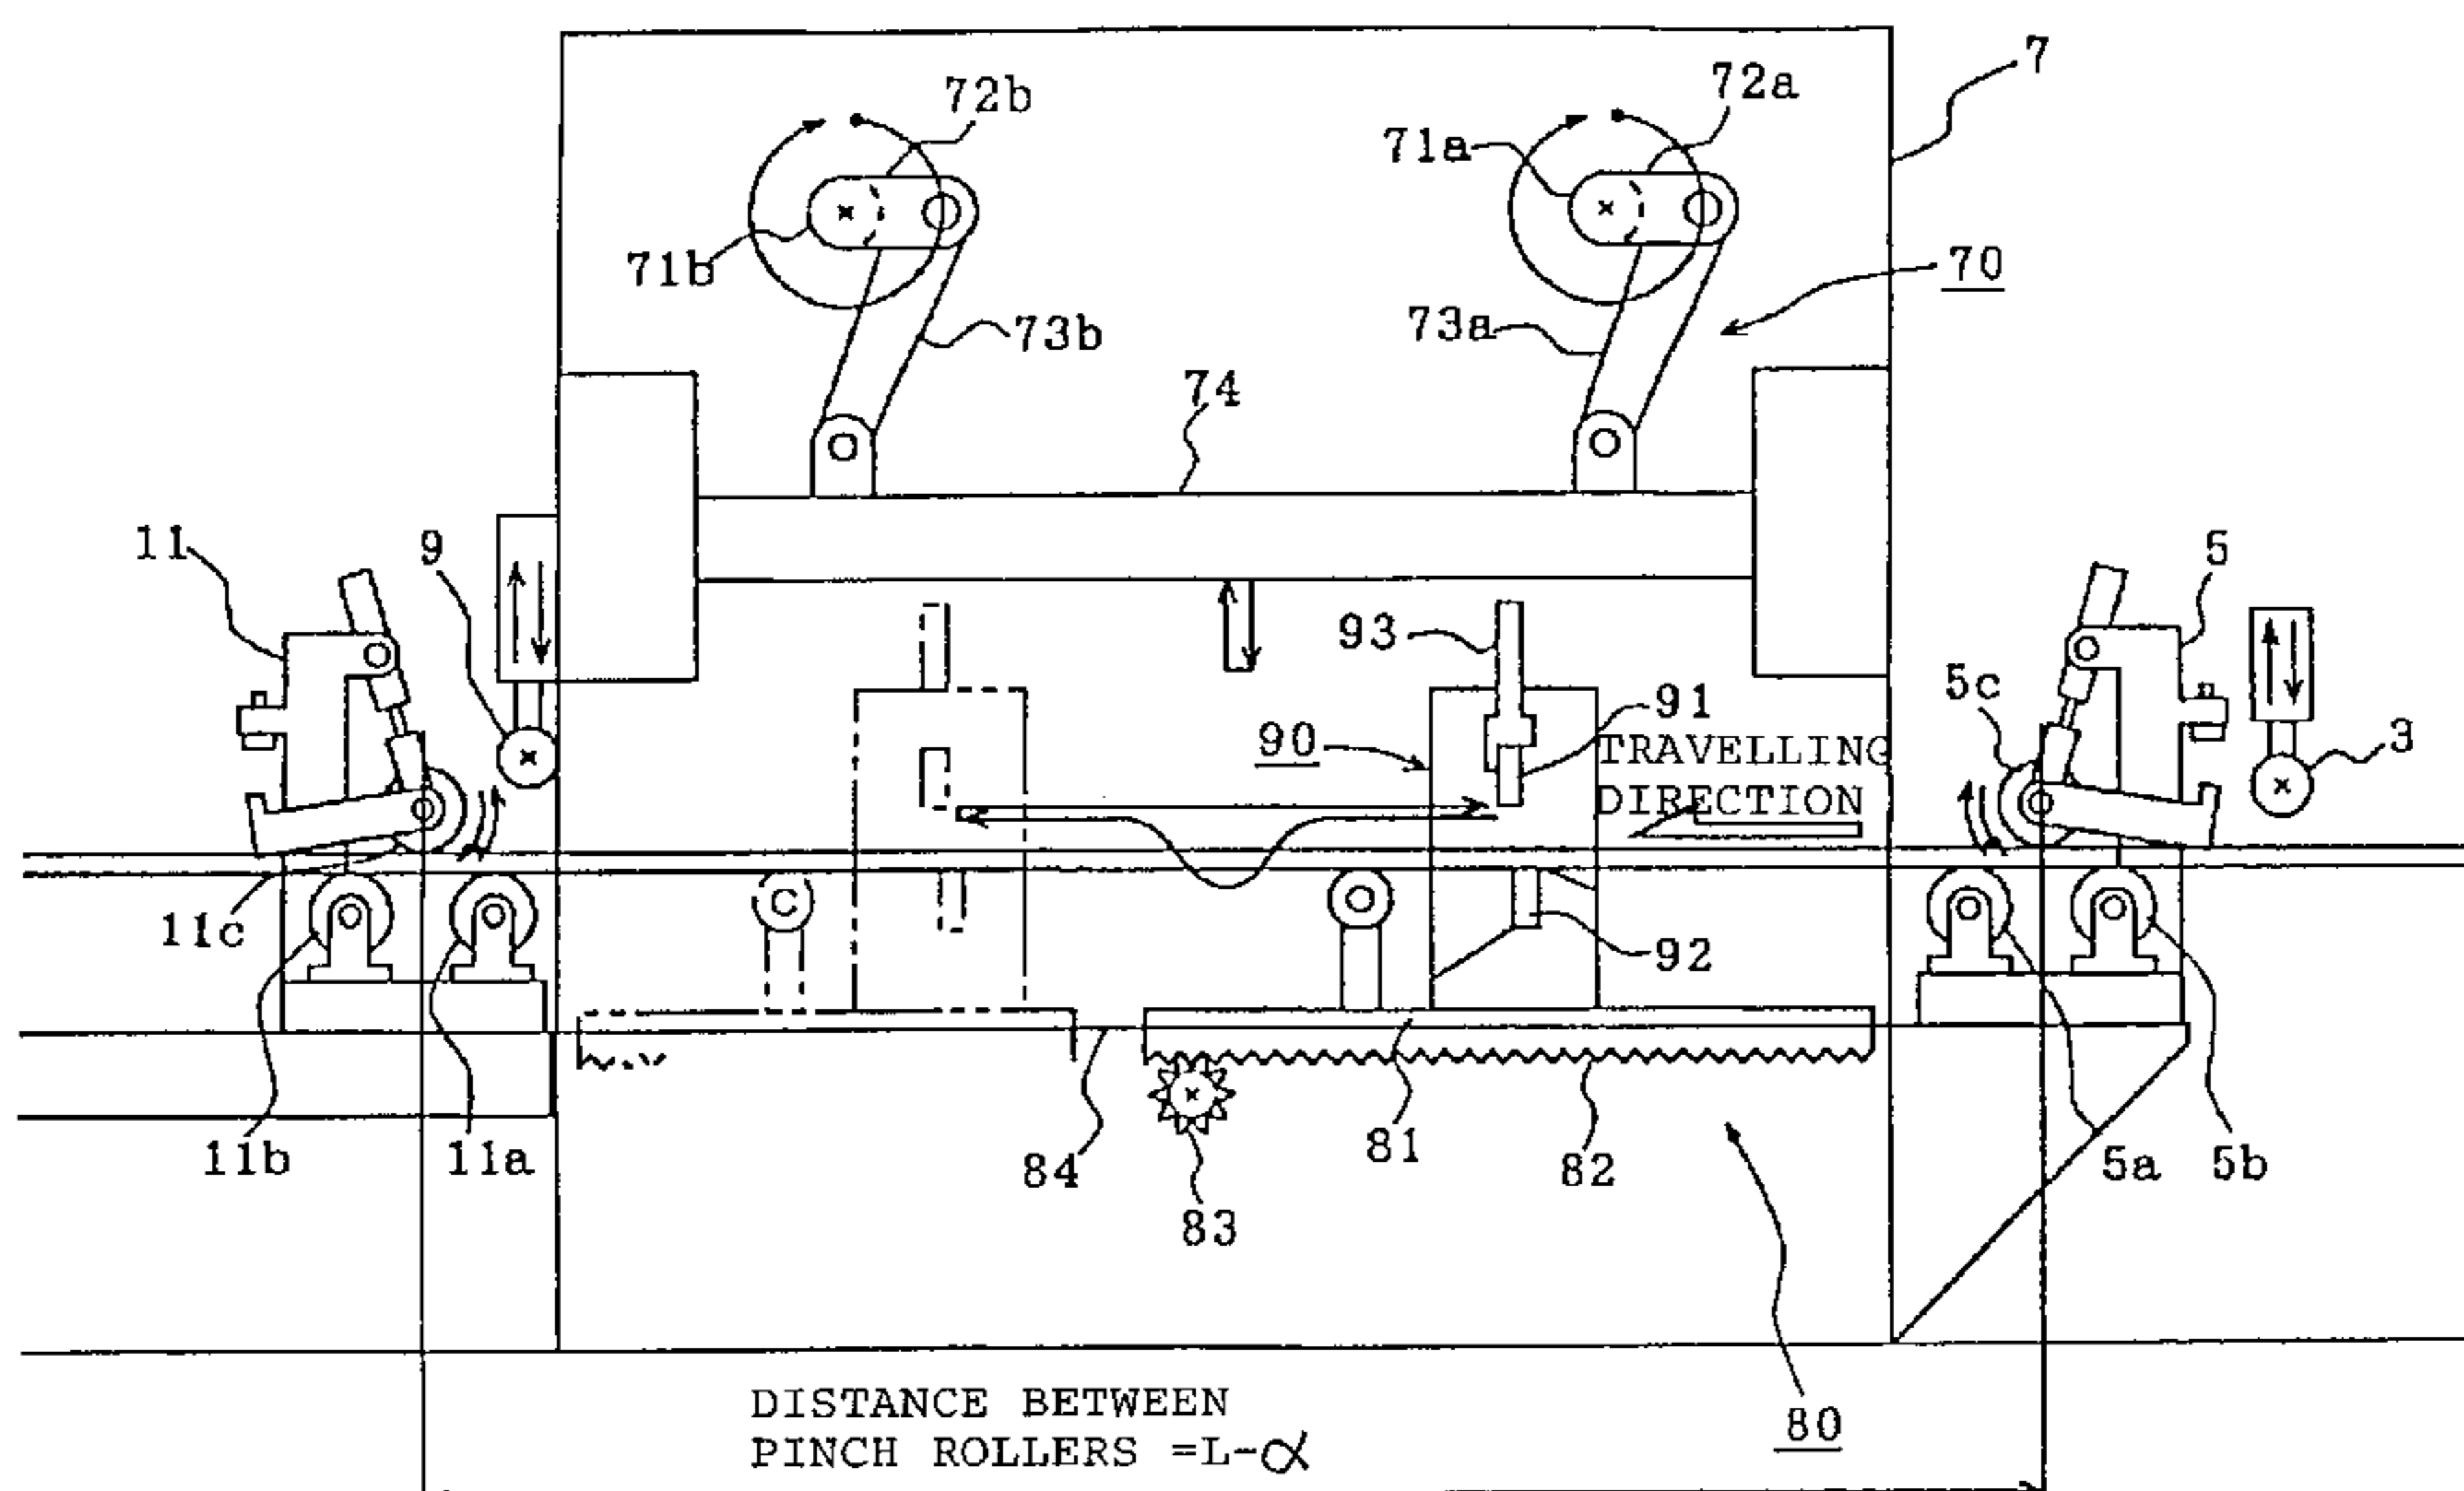 7
72b
72a
71a
71b
70
73b
73a
74
11
9
5
93
5c
91
90
TRAVELLING
DIRECTION
3
11c
92
11b
11a
84
81
82
5a
5b
83
DISTANCE BETWEEN
PINCH ROLLERS =L-α
80